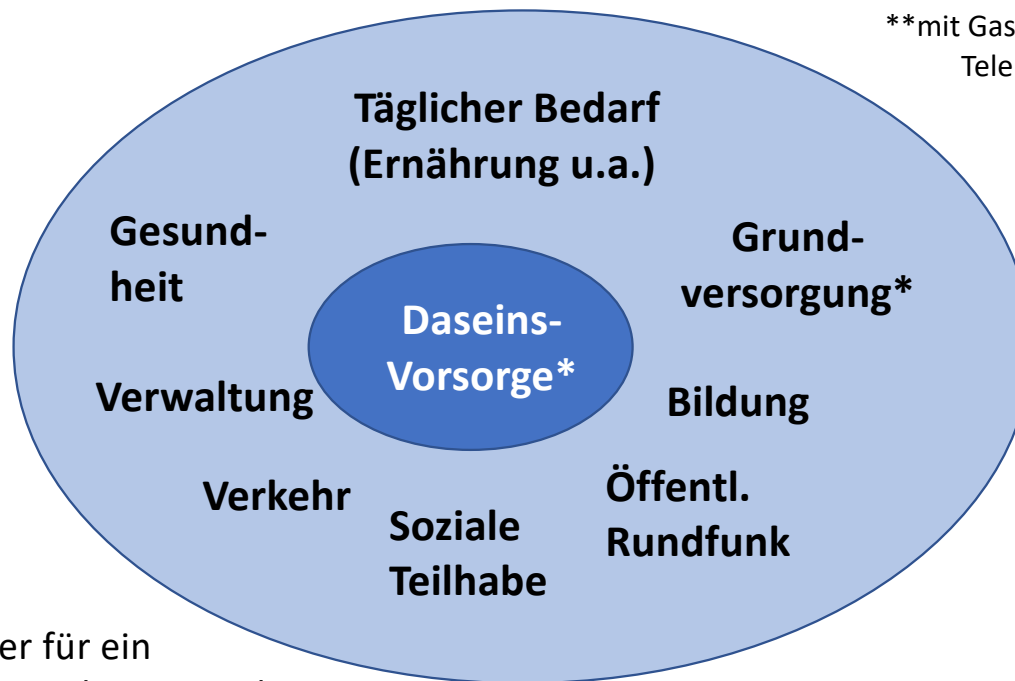 **mit Gas
Tele
Täglicher Bedarf
(Ernährung u.a.)
Gesund-
heit
Grund-
versorgung*
Daseins-
Vorsorge*
Verwaltung
Bildung
Verkehr
Öffentl.
Rundfunk
Soziale
Teilhabe
er für ein